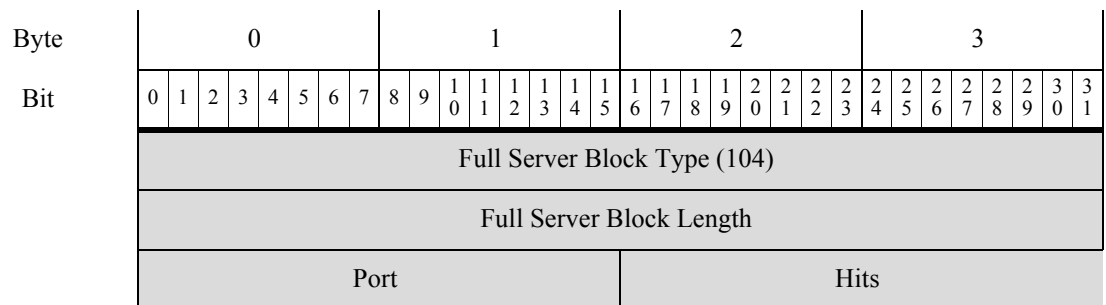 Byte 0 1 2 3
Bit 0 1 2 3 4 5 6 7 8 9 10 11 12 13 14 15 16 17 18 19 20 21 22 23 24 25 26 27 28 29 30 31
Full Server Block Type (104)
Full Server Block Length
Port Hits